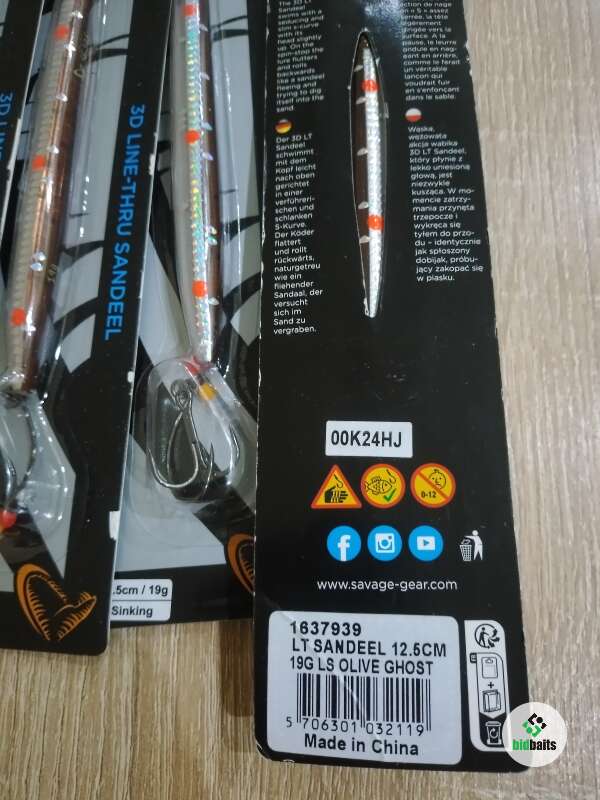 3D LINE-THRU SANDEEL
.5cm / 19g
Sinking
3D
The 3D LT
Sandeel
swims with a
seducing and
slim s-curve
with its
head slightly
up. On the
spin-stop the
lure flutters
and rolls
backwards
like a sandeel
fleeing and
trying to dig
itself into the
sand.
Der 3D LT
Sandeel
schwimmt
mit dem
Kopf leicht
nach oben
gerichtet
in einer
verführeri-
schen und
schlanken
S-Kurve.
Der Köder
flattert
und rollt
rückwärts,
naturgetreu
wie ein
fliehender
Sandaal, der
versucht
sich im
Sand zu
vergraben.
action de nage
en « S » assez
serrée, la tête
légèrement
dirigée vers la
surface. A la
pause, le leurre
ondule en nag-
eant en arrière,
comme le ferait
un véritable
lançon qui
voudrait fuir
en s'enfonçant
dans le sable.
Wąska,
wężowata
akcja wabika
3D LT Sandeel,
który płynie z
lekko uniesioną
głową, jest
niezwykle
kusząca. W mo-
mencie zatrzy-
mania przynęta
trzepocze i
wykręca się
tyłem do przo-
du – identycznie
jak spłoszony
dobijak, próbu-
jący zakopać się
w piasku.
00K24HJ
0-12
www.savage-gear.com
1637939
LT SANDEEL 12.5CM
19G LS OLIVE GHOST
5 706301 032119
Made in China
bidbaits